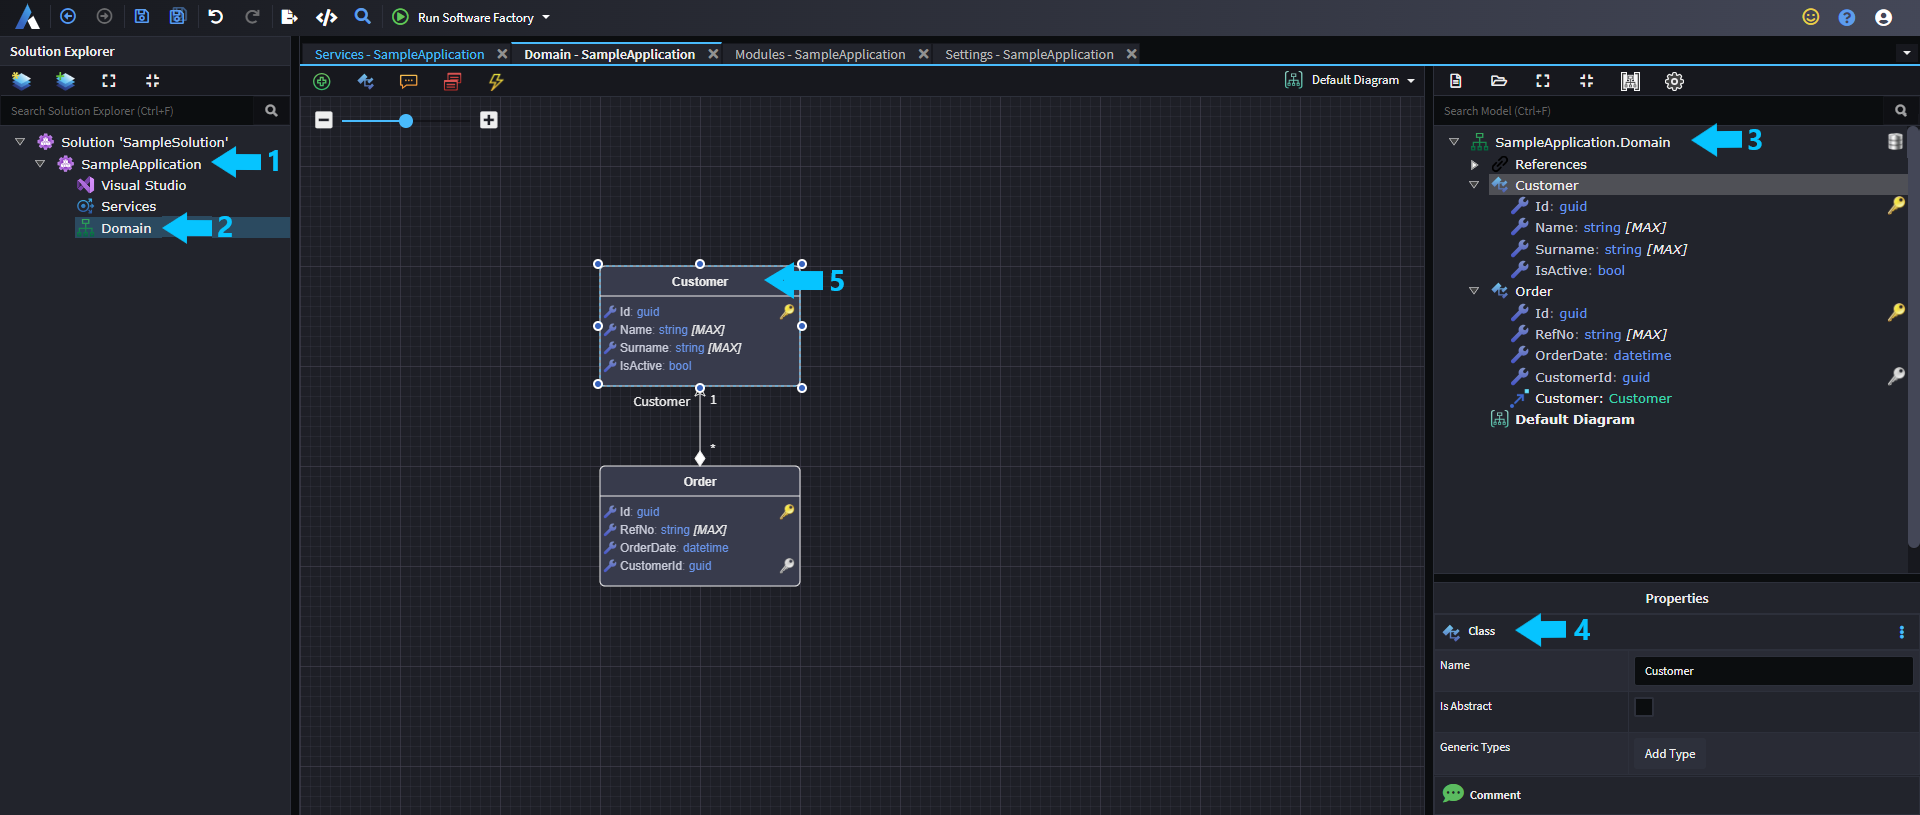 Run Software Factory
Solution Explorer
Search Solution Explorer (Ctrl+F)
Solution 'SampleSolution'
SampleApplication
1
Visual Studio
Services
Domain
2
Services - SampleApplication
Domain - SampleApplication
Modules - SampleApplication
Settings - SampleApplication
Default Diagram
Customer
5
Id: guid
Name: string [MAX]
Surname: string [MAX]
IsActive: bool
Customer 1
*
Order
Id: guid
RefNo: string [MAX]
OrderDate: datetime
CustomerId: guid
Search Model (Ctrl+F)
SampleApplication.Domain
3
References
Customer
Id: guid
Name: string [MAX]
Surname: string [MAX]
IsActive: bool
Order
Id: guid
RefNo: string [MAX]
OrderDate: datetime
CustomerId: guid
Customer: Customer
Default Diagram
Properties
Class
4
Name
Customer
Is Abstract
Generic Types
Add Type
Comment